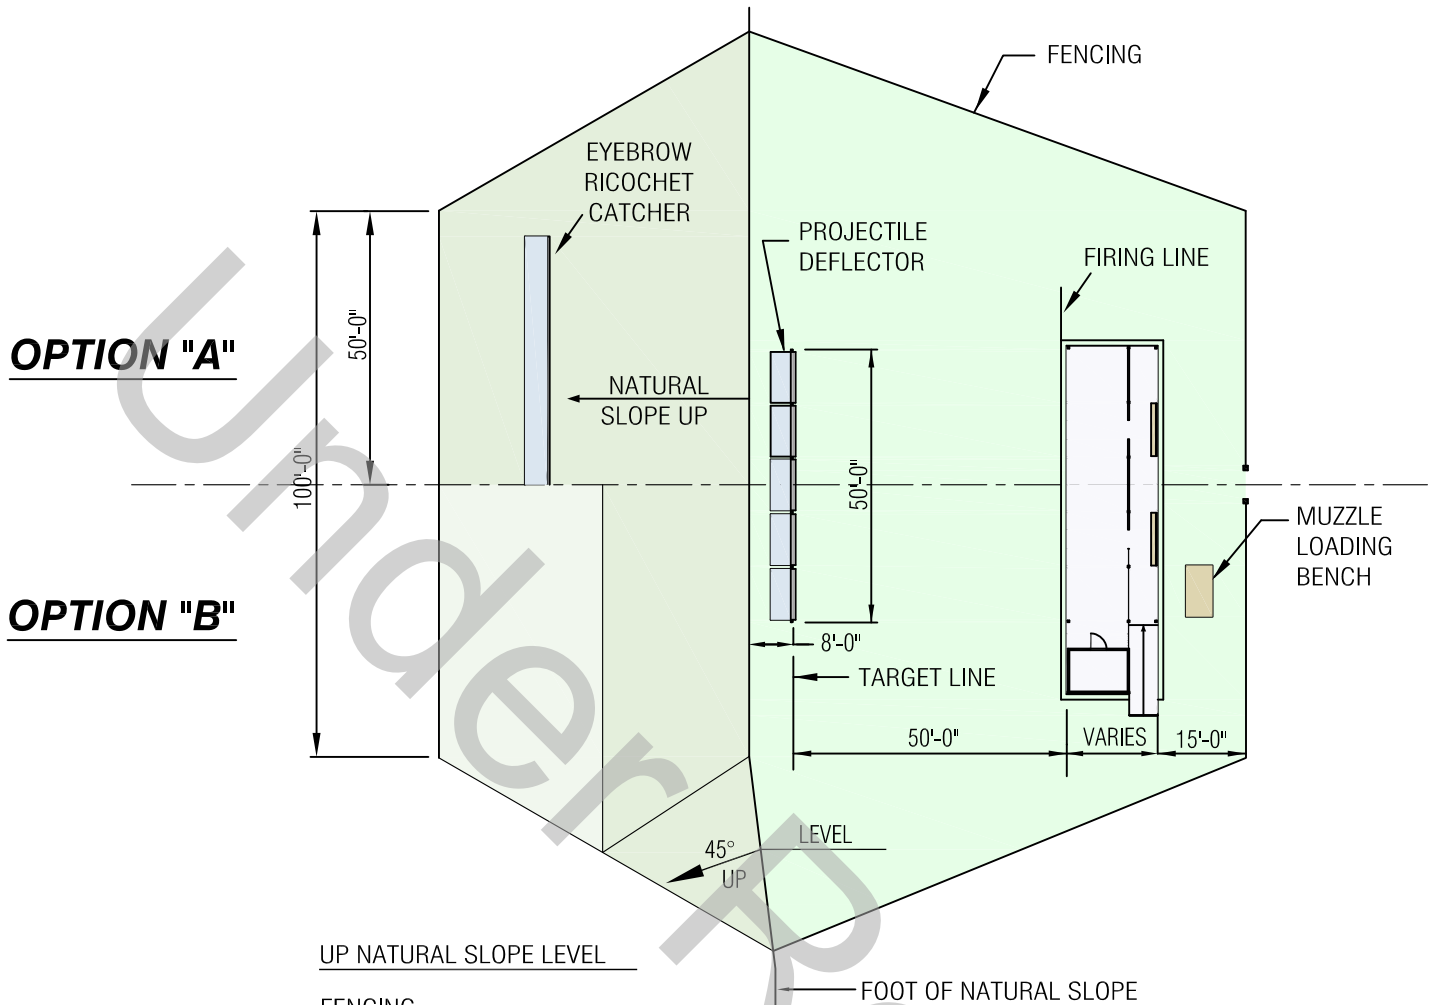 FENCING
EYEBROW
RICOCHET
CATCHER
PROJECTILE
DEFLECTOR
FIRING LINE
OPTION "A"
50'-0"
NATURAL
SLOPE UP
100'-0"
50'-0"
MUZZLE
LOADING
BENCH
OPTION "B"
8'-0"
TARGET LINE
50'-0"
VARIES
15'-0"
LEVEL
45°
UP
UP NATURAL SLOPE LEVEL
FENCING
FOOT OF NATURAL SLOPE
Under R